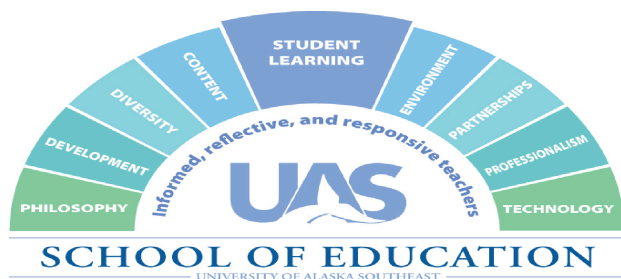 PHILOSOPHY
DEVELOPMENT
DIVERSITY
CONTENT
STUDENT
LEARNING
ENVIRONMENT
PARTNERSHIPS
PROFESSIONALISM
TECHNOLOGY
Informed, reflective, and responsive teachers
UAS
SCHOOL OF EDUCATION
UNIVERSITY OF ALASKA SOUTHEAST